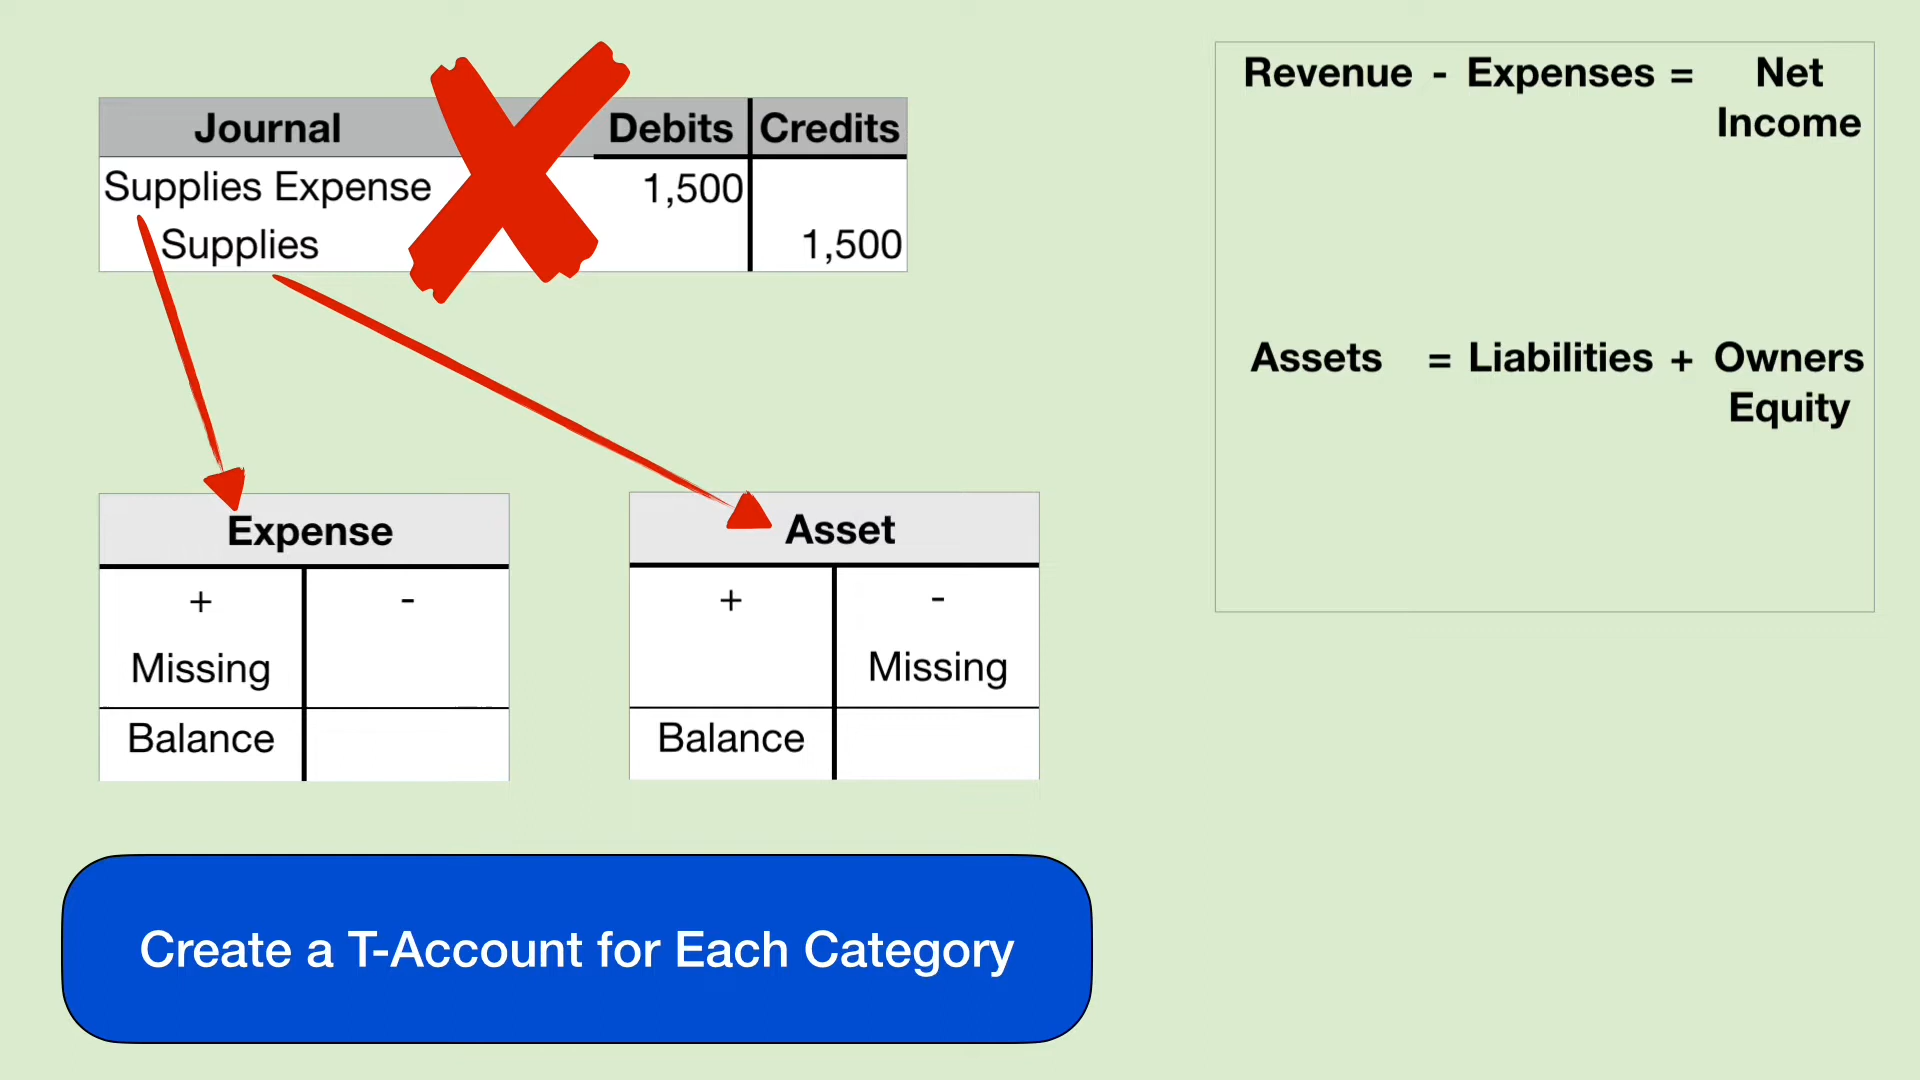 Journal Debits Credits
Supplies Expense 1,500
Supplies 1,500
Revenue - Expenses = Net
Income
Assets = Liabilities + Owners
Equity
Expense
+ -
Missing
Balance
Asset
+ -
Missing
Balance
Create a T-Account for Each Category